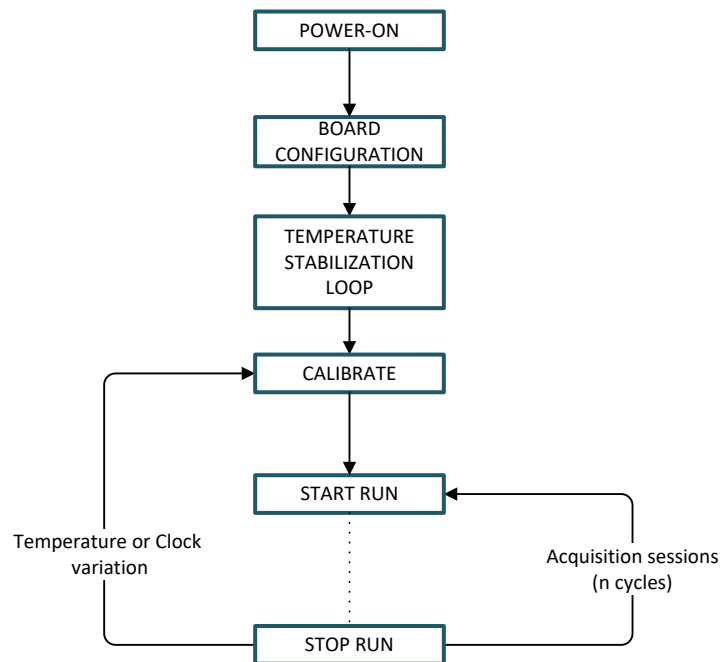 POWER-ON
BOARD
CONFIGURATION
TEMPERATURE
STABILIZATION
LOOP
CALIBRATE
START RUN
Temperature or Clock
variation
Acquisition sessions
(n cycles)
STOP RUN